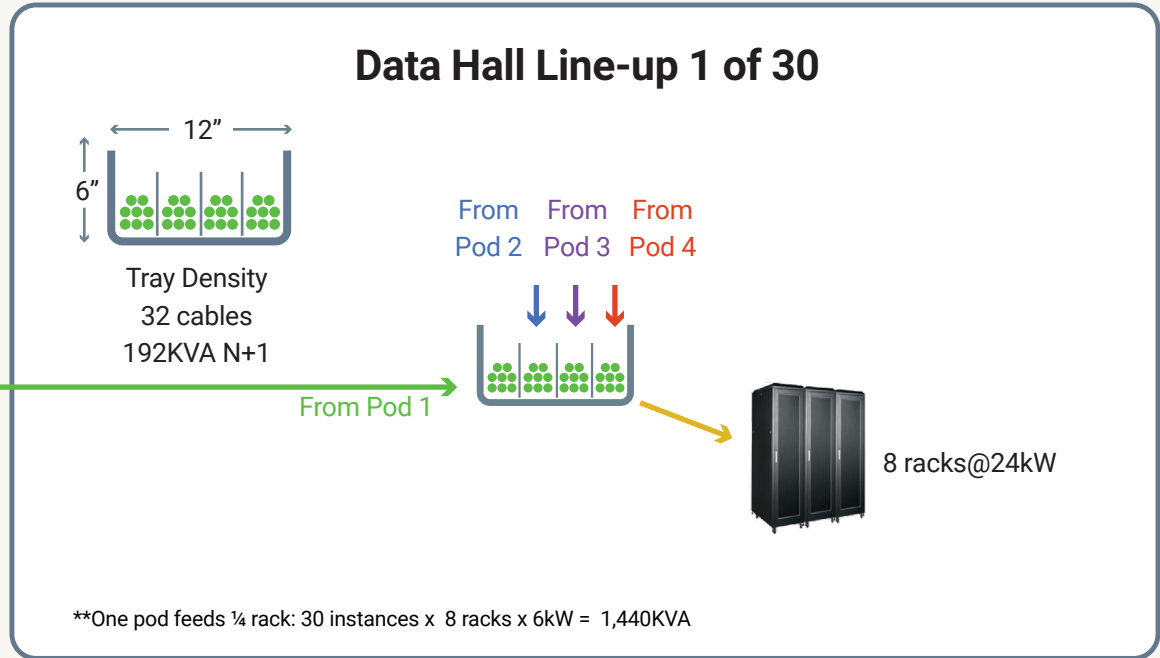 Data Hall Line-up 1 of 30
12”
6”
Tray Density
32 cables
192KVA N+1
From Pod 1
From
Pod 2
From
Pod 3
From
Pod 4
8 racks@24kW
**One pod feeds ¼ rack: 30 instances x 8 racks x 6kW = 1,440KVA